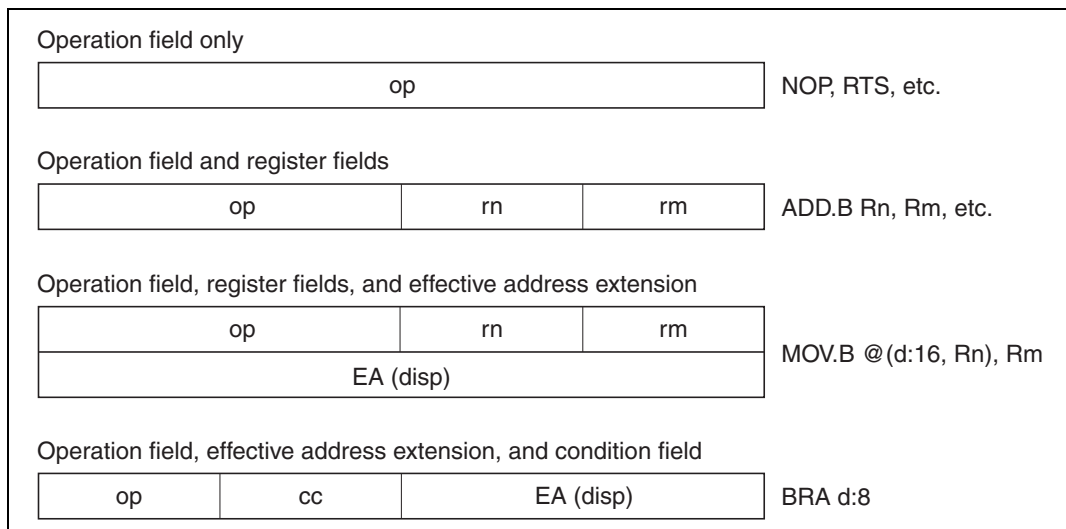 Operation field only
op
NOP, RTS, etc.
Operation field and register fields
op rn rm
ADD.B Rn, Rm, etc.
Operation field, register fields, and effective address extension
op rn rm
EA (disp)
MOV.B @(d:16, Rn), Rm
Operation field, effective address extension, and condition field
op cc EA (disp)
BRA d:8